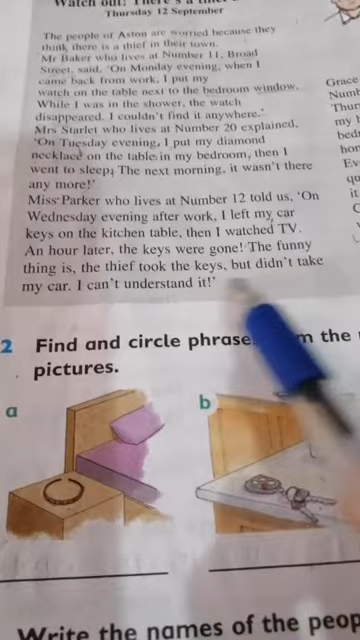 Watch out! There's a thief
Thursday 12 September
The people of Aston are worried because they
think there is a thief in their town.
Mr Baker who lives at Number 11, Broad
Street, said, 'On Monday evening, when I
came back from work, I put my
watch on the table next to the bedroom window.
While I was in the shower, the watch
disappeared. I couldn't find it anywhere.'
Mrs Starlet who lives at Number 20 explained,
'On Tuesday evening, I put my diamond
necklace on the table in my bedroom, then I
went to sleep. The next morning, it wasn't there
any more!'
Miss Parker who lives at Number 12 told us, 'On
Wednesday evening after work, I left my car
keys on the kitchen table, then I watched TV.
An hour later, the keys were gone! The funny
thing is, the thief took the keys, but didn't take
my car. I can't understand it!'
Grace
Numb
Thur
my
bed
hor
Ev
qu
it
2 Find and circle phrase m the
pictures.
a
b
Write the names of the peop